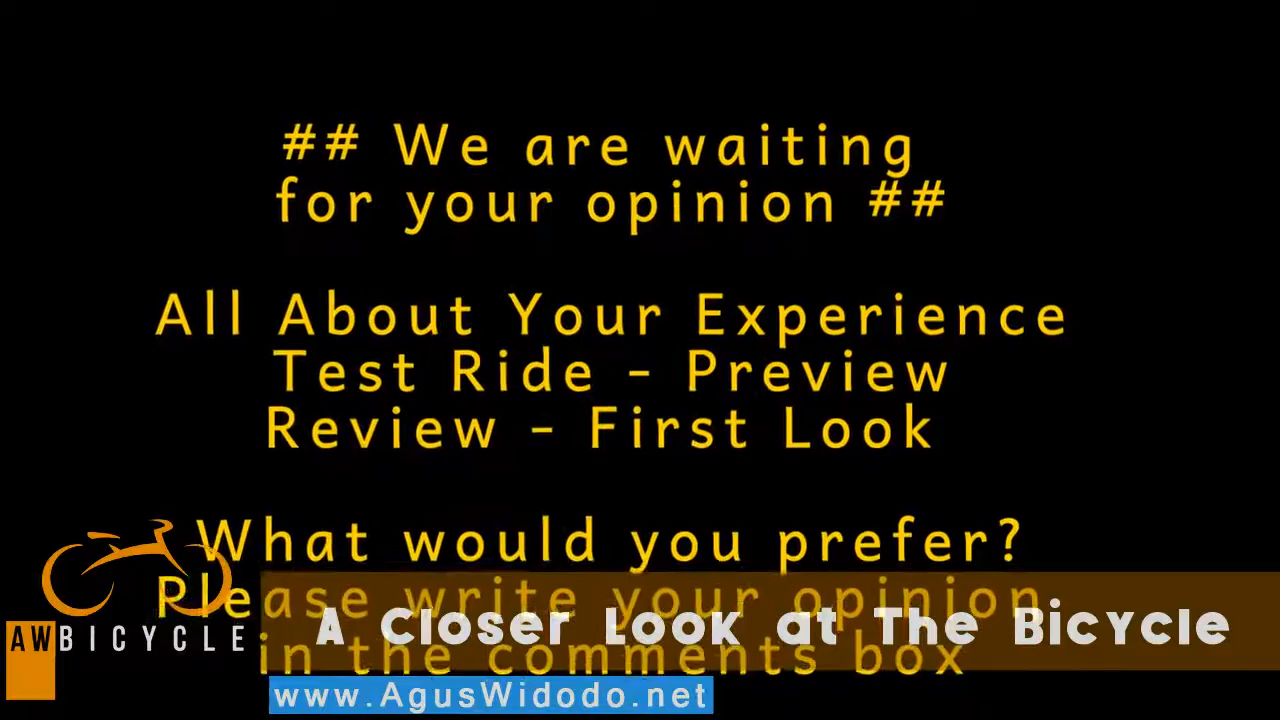 ## We are waiting
for your opinion ##
All About Your Experience
Test Ride - Preview
Review - First Look
What would you prefer?
Please write your opinion
in the comments box
AWBICYCLE
A Closer Look at The Bicycle
www.AgusWidodo.net